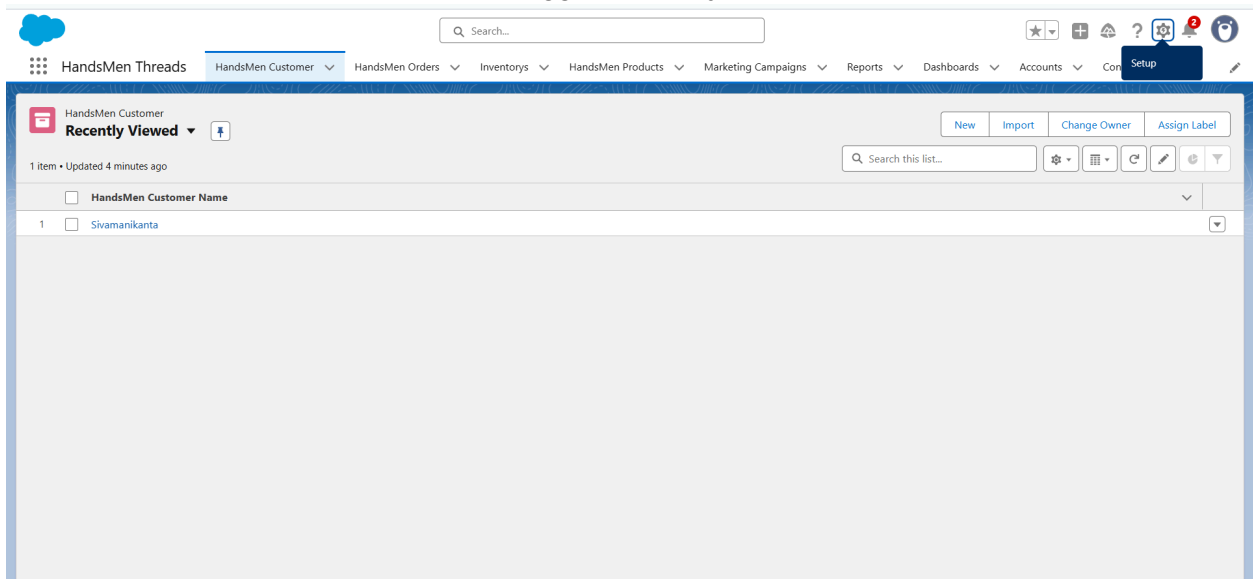 Search...
2
HandsMen Threads HandsMen Customer HandsMen Orders Inventorys HandsMen Products Marketing Campaigns Reports Dashboards Accounts Con
Setup
HandsMen Customer
Recently Viewed
New Import Change Owner Assign Label
1 item • Updated 4 minutes ago
Search this list...
HandsMen Customer Name
1 Sivamanikanta